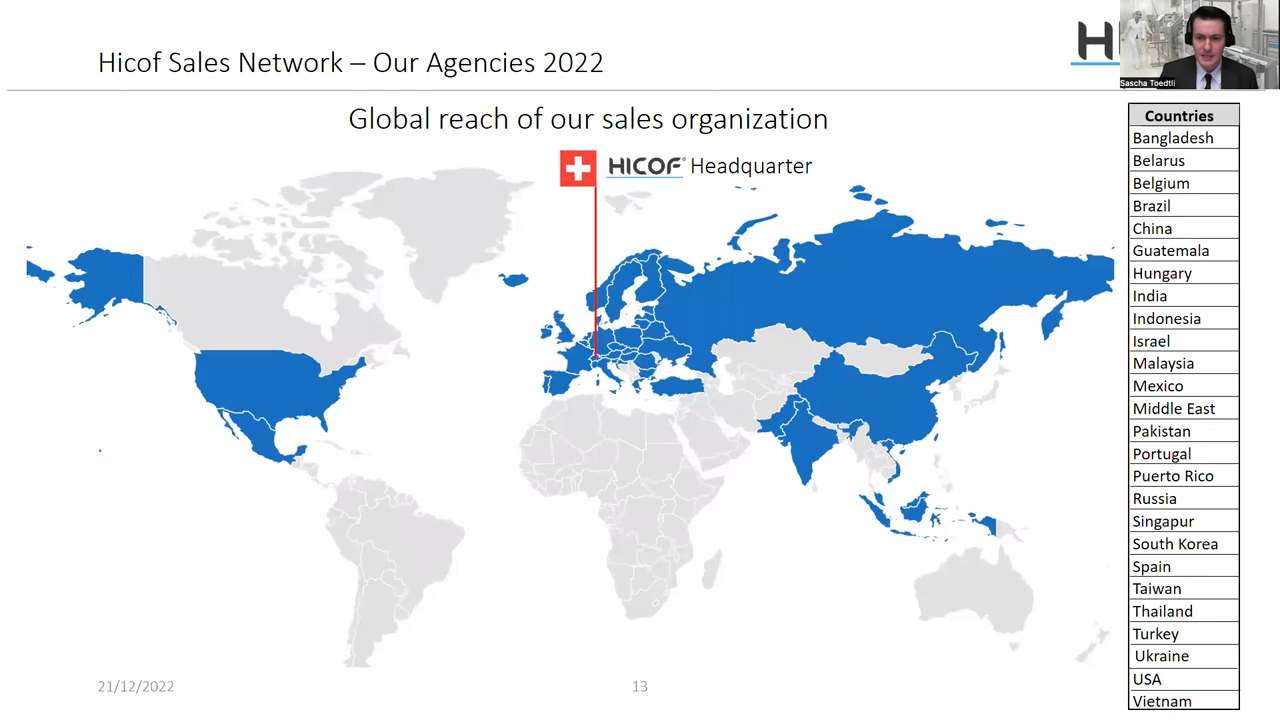 Hicof Sales Network – Our Agencies 2022
H
Sascha Toedtli
Global reach of our sales organization
HICOF® Headquarter
Countries
Bangladesh
Belarus
Belgium
Brazil
China
Guatemala
Hungary
India
Indonesia
Israel
Malaysia
Mexico
Middle East
Pakistan
Portugal
Puerto Rico
Russia
Singapur
South Korea
Spain
Taiwan
Thailand
Turkey
Ukraine
USA
Vietnam
21/12/2022
13